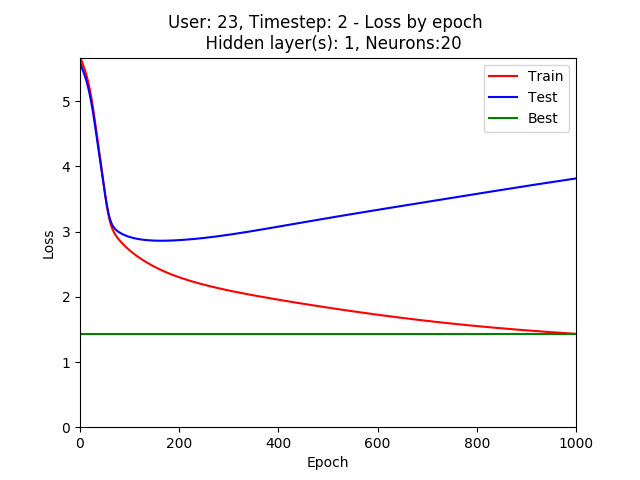 User: 23, Timestep: 2 - Loss by epoch
Hidden layer(s): 1, Neurons:20
Train
Test
Best
5
4
3
2
1
0
Loss
0 200 400 600 800 1000
Epoch